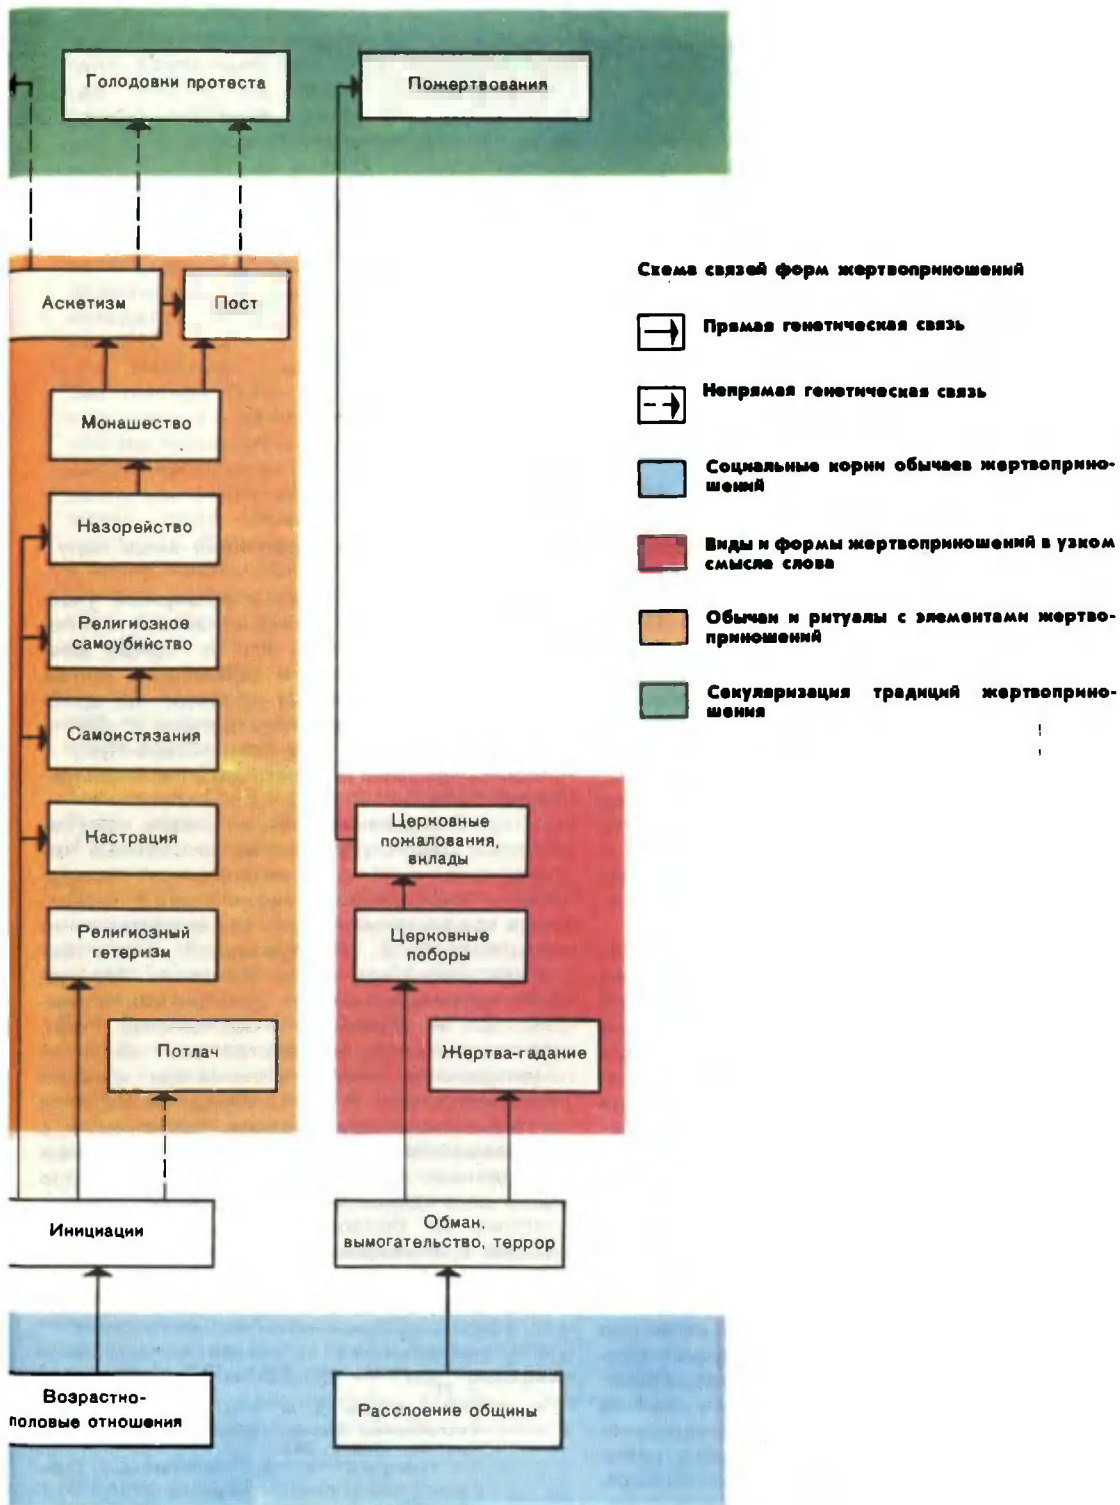 Голодовни протеста
Пожертвования
Аскетизм
Пост
Монашество
Назорейство
Религиозное
самоубийство
Самоистязания
Настрация
Религиозный
гетеризм
Потлач
Инициации
Возрастно-
половые отношения
Церковные
пожалования,
вклады
Церковные
поборы
Жертва-гадание
Обман,
вымогательство, террор
Расслоение общины
Схема связей форм жертвоприношений
Прямая генетическая связь
Непрямая генетическая связь
Социальные корни обычаев жертвоприно-
шений
Виды и формы жертвоприношений в узком
смысле слова
Обычаи и ритуалы с элементами жертво-
приношений
Секуляризация традиций жертвоприно-
шения